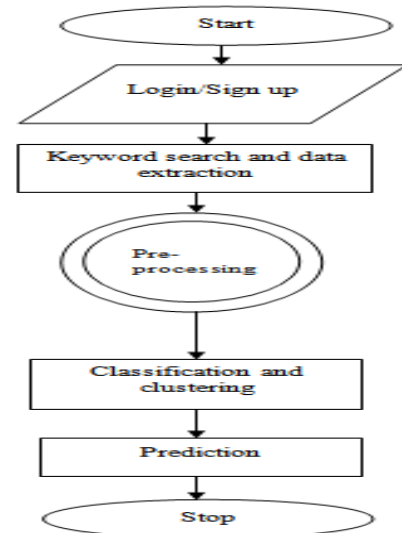 Start
Login/Sign up
Keyword search and data
extraction
Pre-
processing
Classification and
clustering
Prediction
Stop